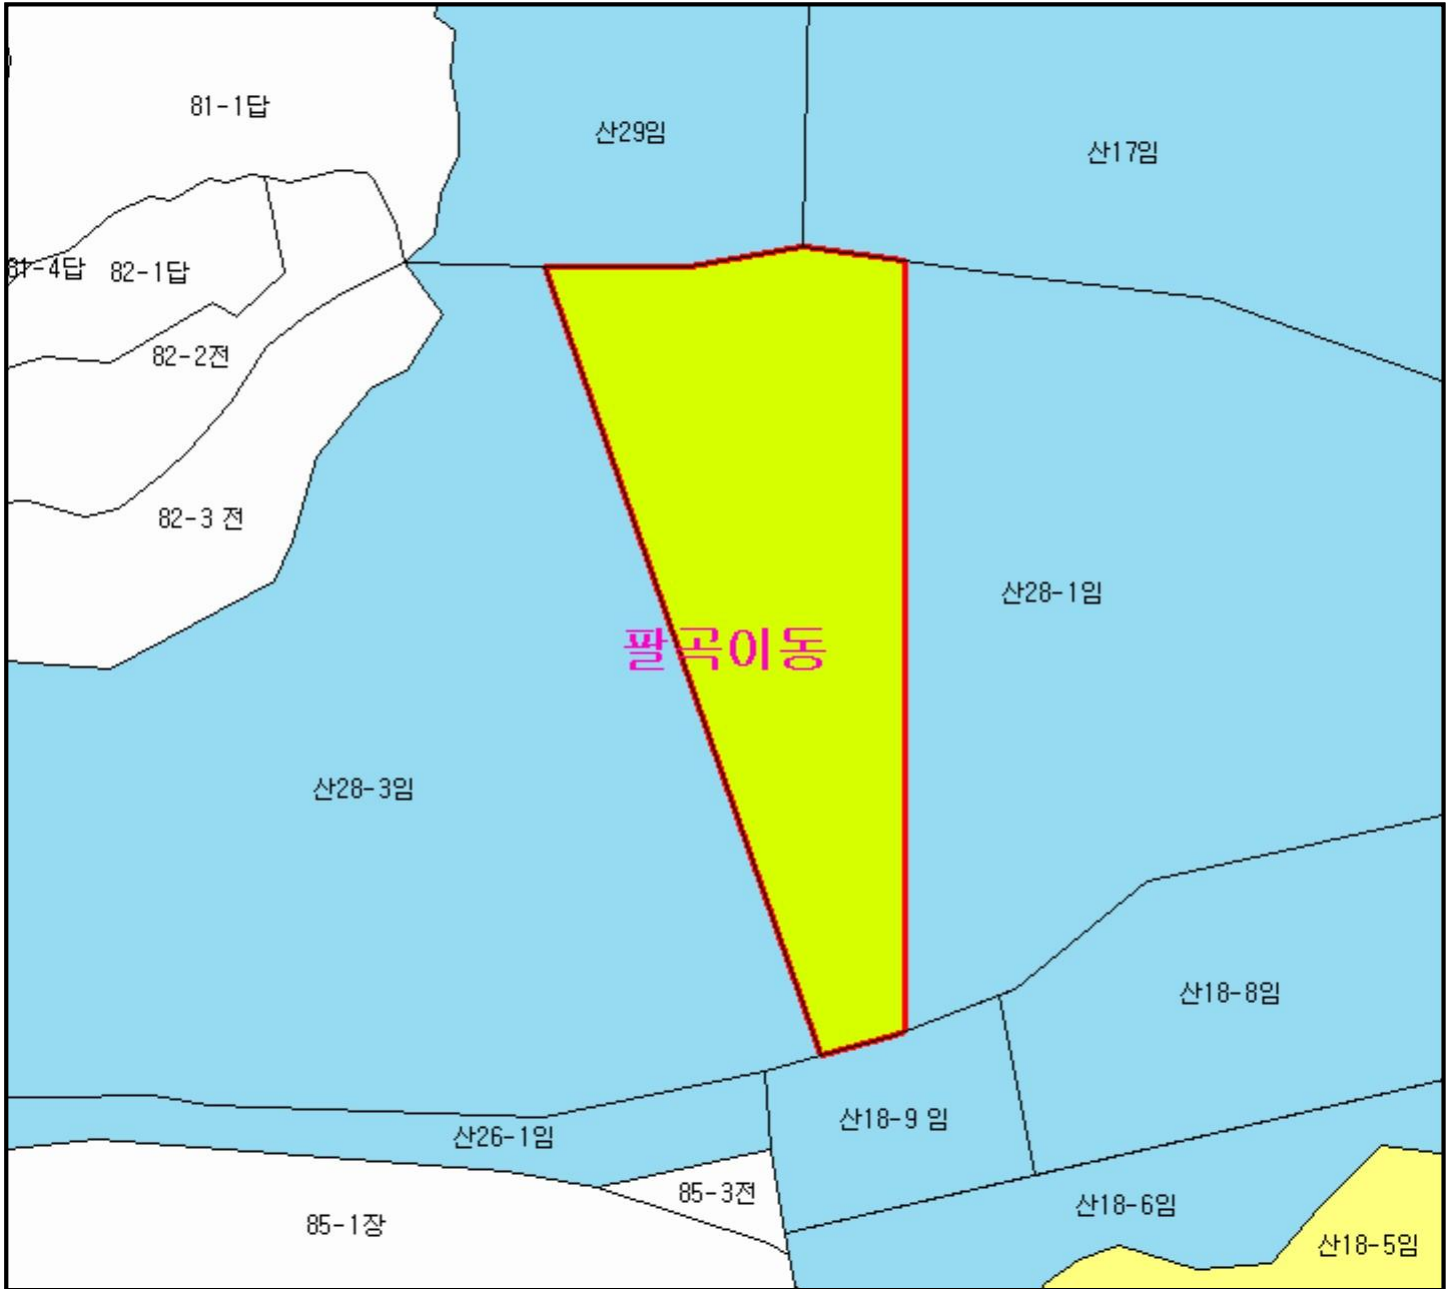 81-1답
산29임
산17임
81-4답
82-1답
82-2전
82-3 전
산28-1임
팔곡이동
산28-3임
산18-8임
산18-9 임
산26-1임
85-3전
산18-6임
85-1장
산18-5임